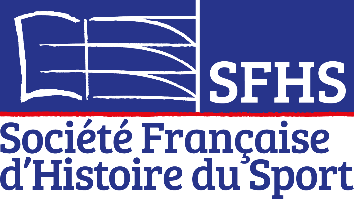 SFHS
Société Française
d'Histoire du Sport